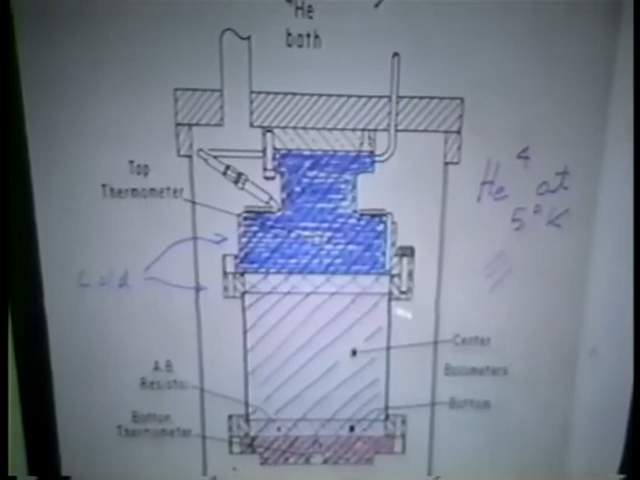 ⁴He
bath
Top
Thermometer
He⁴ at
5°K
Cold
Center
A.B.
Resistor
Bolometers
Bottom
Bottom
Thermometer